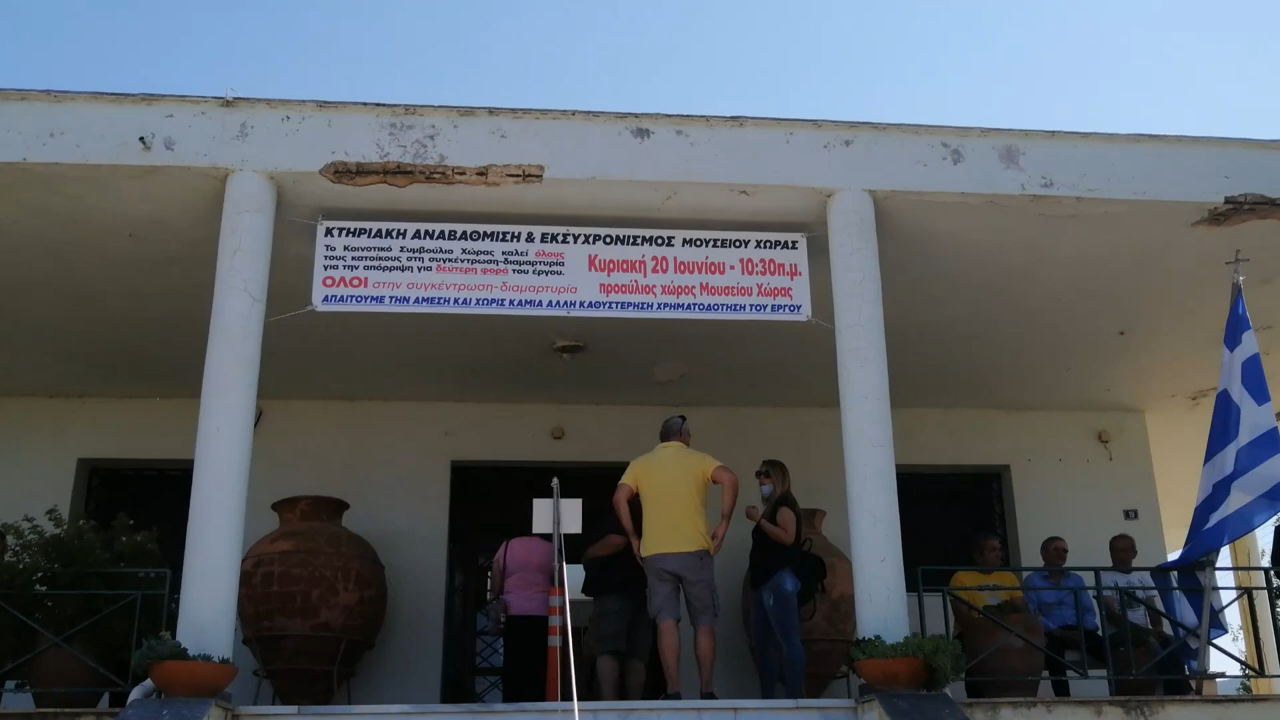 ΚΤΗΡΙΑΚΗ ΑΝΑΒΑΘΜΙΣΗ & ΕΚΣΥΧΡΟΝΙΣΜΟΣ ΜΟΥΣΕΙΟΥ ΧΩΡΑΣ
Το Κοινοτικό Συμβούλιο Χώρας καλεί όλους
τους κατοίκους στη συγκέντρωση-διαμαρτυρία
για την απόρριψη για δεύτερη φορά του έργου.
ΟΛΟΙ στην συγκέντρωση-διαμαρτυρία
Κυριακή 20 Ιουνίου - 10:30π.μ.
προαύλιος χώρος Μουσείου Χώρας
ΑΠΑΙΤΟΥΜΕ ΤΗΝ ΑΜΕΣΗ ΚΑΙ ΧΩΡΙΣ ΚΑΜΙΑ ΑΛΛΗ ΚΑΘΥΣΤΕΡΗΣΗ ΧΡΗΜΑΤΟΔΟΤΗΣΗ ΤΟΥ ΕΡΓΟΥ